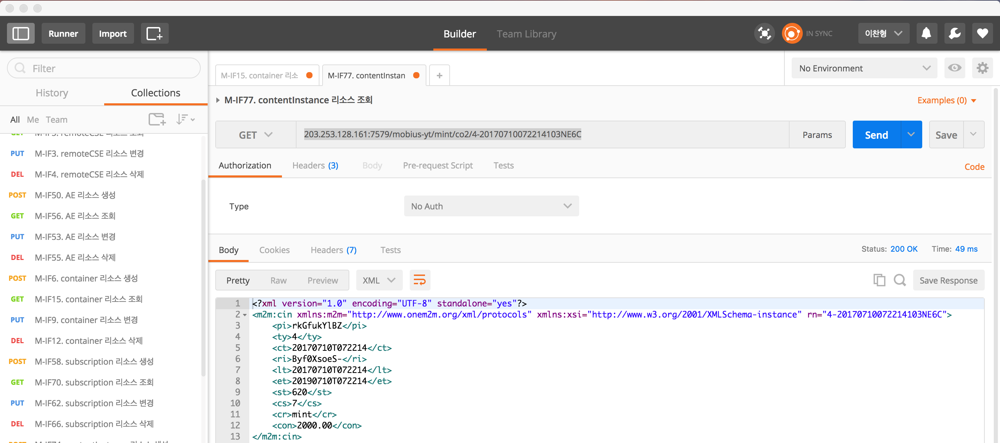 Runner Import Builder Team Library IN SYNC 이찬형
Filter
M-IF15. container 리소 M-IF77. contentInstan + No Environment
History Collections
M-IF77. contentInstance 리소스 조회 Examples (0)
All Me Team
GET 203.253.128.161:7579/mobius-yt/mint/co2/4-20170710072214103NE6C Params Send Save
GET M-IF5. remoteCSE 리소스 조회
PUT M-IF3. remoteCSE 리소스 변경
DEL M-IF4. remoteCSE 리소스 삭제
POST M-IF50. AE 리소스 생성
GET M-IF56. AE 리소스 조회
PUT M-IF53. AE 리소스 변경
DEL M-IF55. AE 리소스 삭제
POST M-IF6. container 리소스 생성
GET M-IF15. container 리소스 조회
PUT M-IF9. container 리소스 변경
DEL M-IF12. container 리소스 삭제
POST M-IF58. subscription 리소스 생성
GET M-IF70. subscription 리소스 조회
PUT M-IF62. subscription 리소스 변경
DEL M-IF66. subscription 리소스 삭제
Authorization Headers (3) Body Pre-request Script Tests Code
Type No Auth
Body Cookies Headers (7) Tests Status: 200 OK Time: 49 ms
Pretty Raw Preview XML Save Response
1 <?xml version="1.0" encoding="UTF-8" standalone="yes"?>
2 <m2m:cin xmlns:m2m="http://www.onem2m.org/xml/protocols" xmlns:xsi="http://www.w3.org/2001/XMLSchema-instance" rn="4-20170710072214103NE6C">
3 <pi>rkGfukYlBZ</pi>
4 <ty>4</ty>
5 <ct>20170710T072214</ct>
6 <ri>Byf0XsoeS-</ri>
7 <lt>20170710T072214</lt>
8 <et>20190710T072214</et>
9 <st>620</st>
10 <cs>7</cs>
11 <cr>mint</cr>
12 <con>2000.00</con>
13 </m2m:cin>